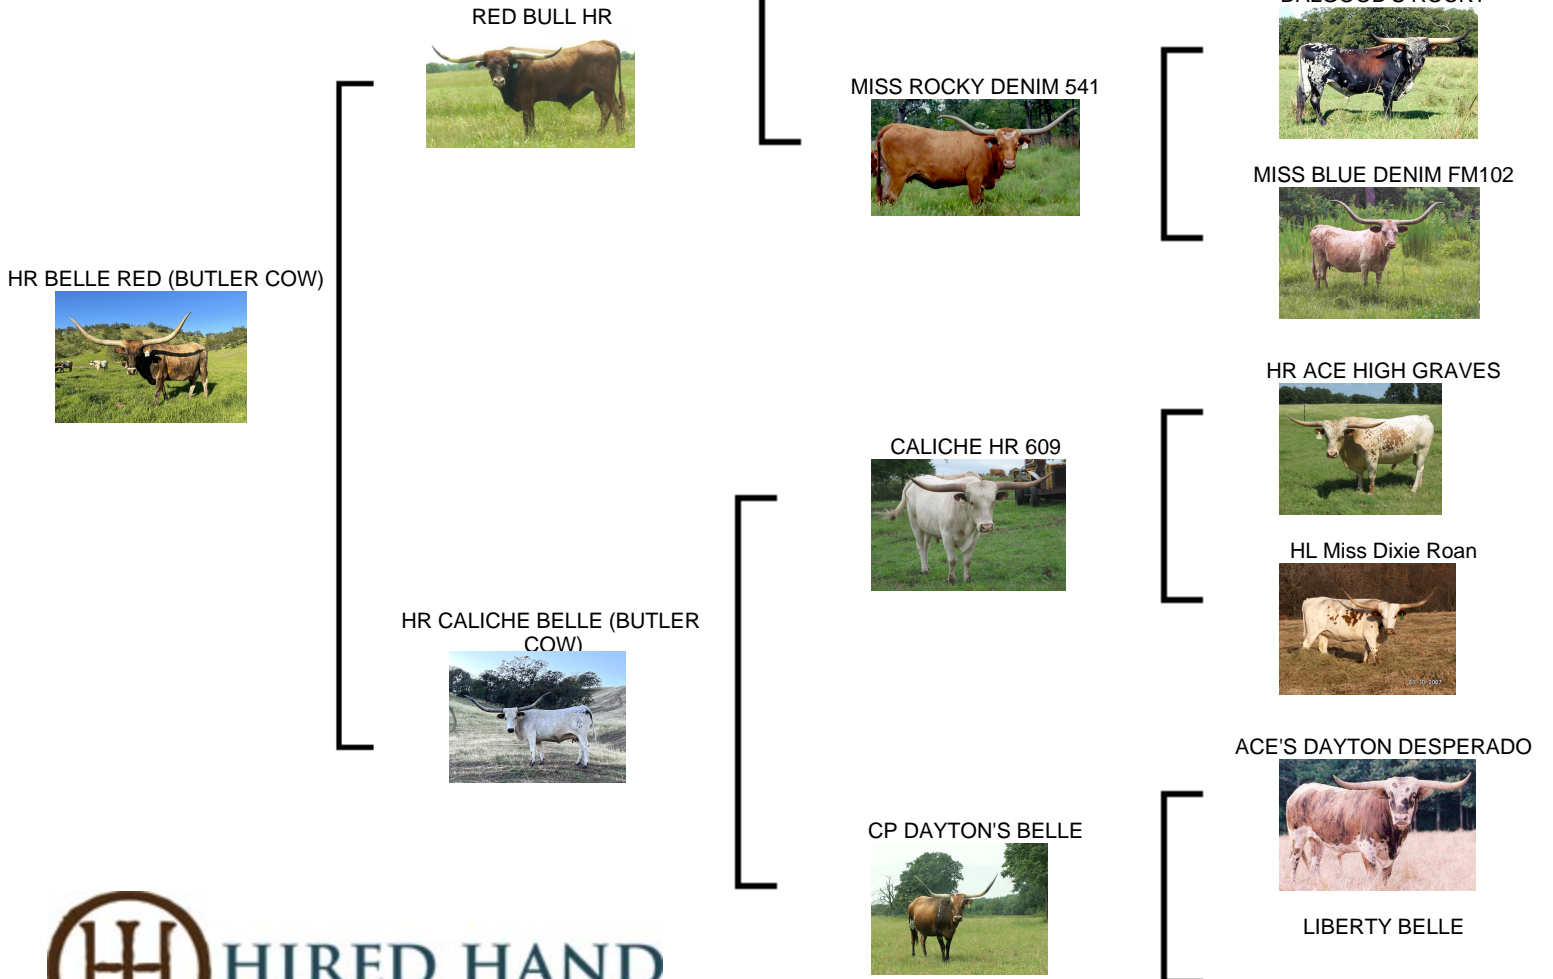 RED BULL HR
MISS ROCKY DENIM 541
MISS BLUE DENIM FM102
HR BELLE RED (BUTLER COW)
HR ACE HIGH GRAVES
CALICHE HR 609
HL Miss Dixie Roan
HR CALICHE BELLE (BUTLER
COW)
ACE'S DAYTON DESPERADO
CP DAYTON'S BELLE
LIBERTY BELLE
HIRED HAND